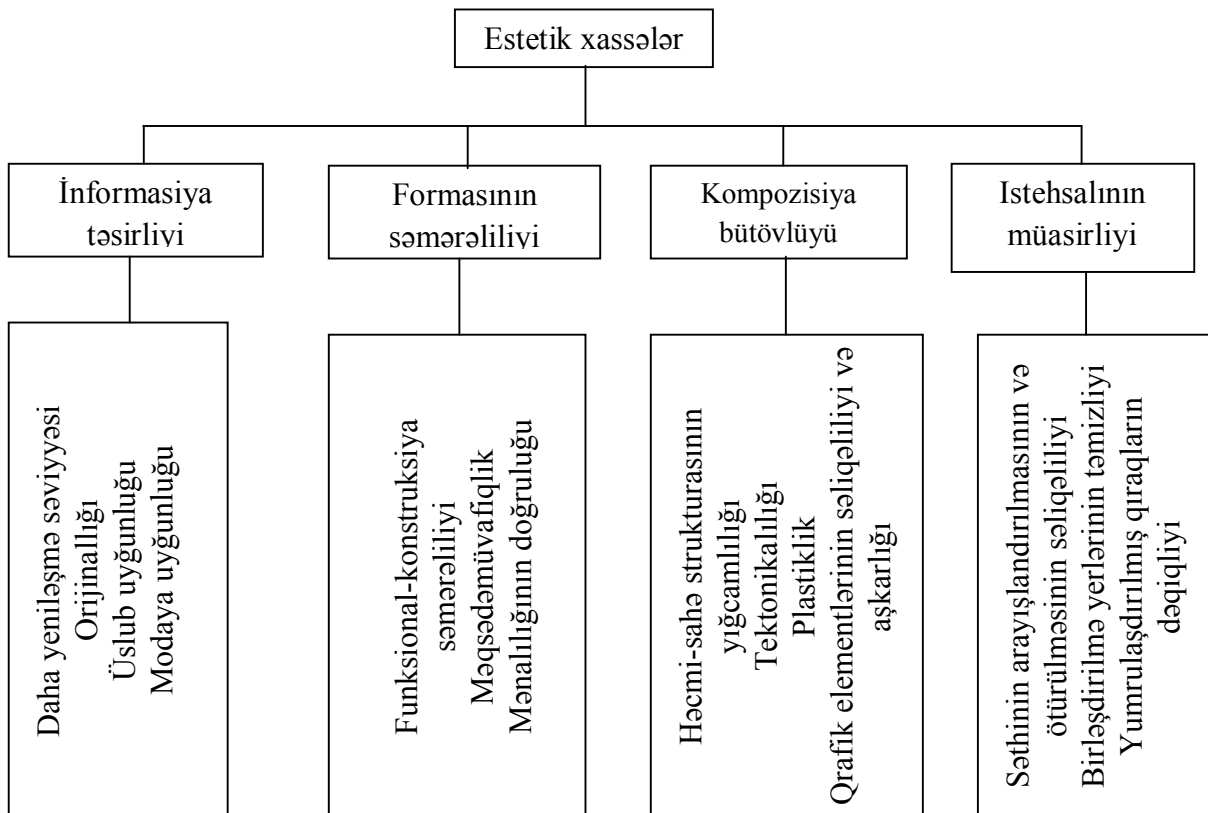 Estetik xassələr
İnformasiya
təsirliyi
Formasının
səmərəliliyi
Kompozisiya
bütövlüyü
Istehsalının
müasirliyi
Daha yeniləşmə səviyyəsi
Orijinallığı
Üslub uyğunluğu
Modaya uyğunluğu
Funksional-konstruksiya
səmərəliliyi
Məqsədəmüvafiqlik
Mənalılığının doğruluğu
Həcmi-sahə strukturasının
yığcamlılığı
Tektonikalılığı
Plastiklik
Qrafik elementlərinin səliqəliliyi və
aşkarlığı
Səthinin arayışlandırılmasının və
ötürülməsinin səliqəliliyi
Birləşdirilmə yerlərinin təmizliyi
Yumrulaşdırılmış qıraqların
dəqiqliyi